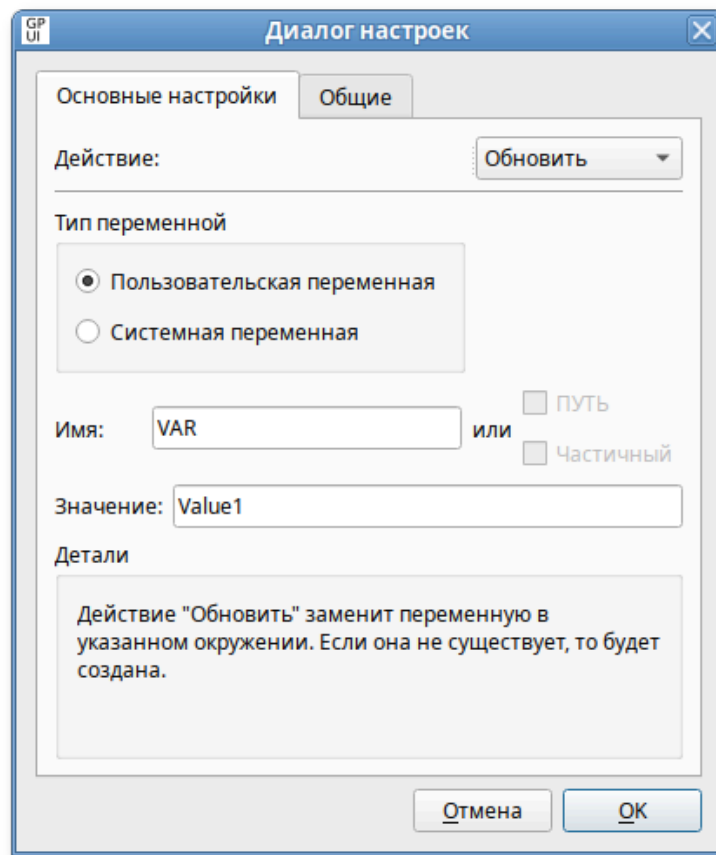 GP
UI
Диалог настроек
Основные настройки
Общие
Действие:
Обновить
Тип переменной
Пользовательская переменная
Системная переменная
Имя:
VAR
или
ПУТЬ
Частичный
Значение:
Value1
Детали
Действие "Обновить" заменит переменную в
указанном окружении. Если она не существует, то будет
создана.
Отмена
OK